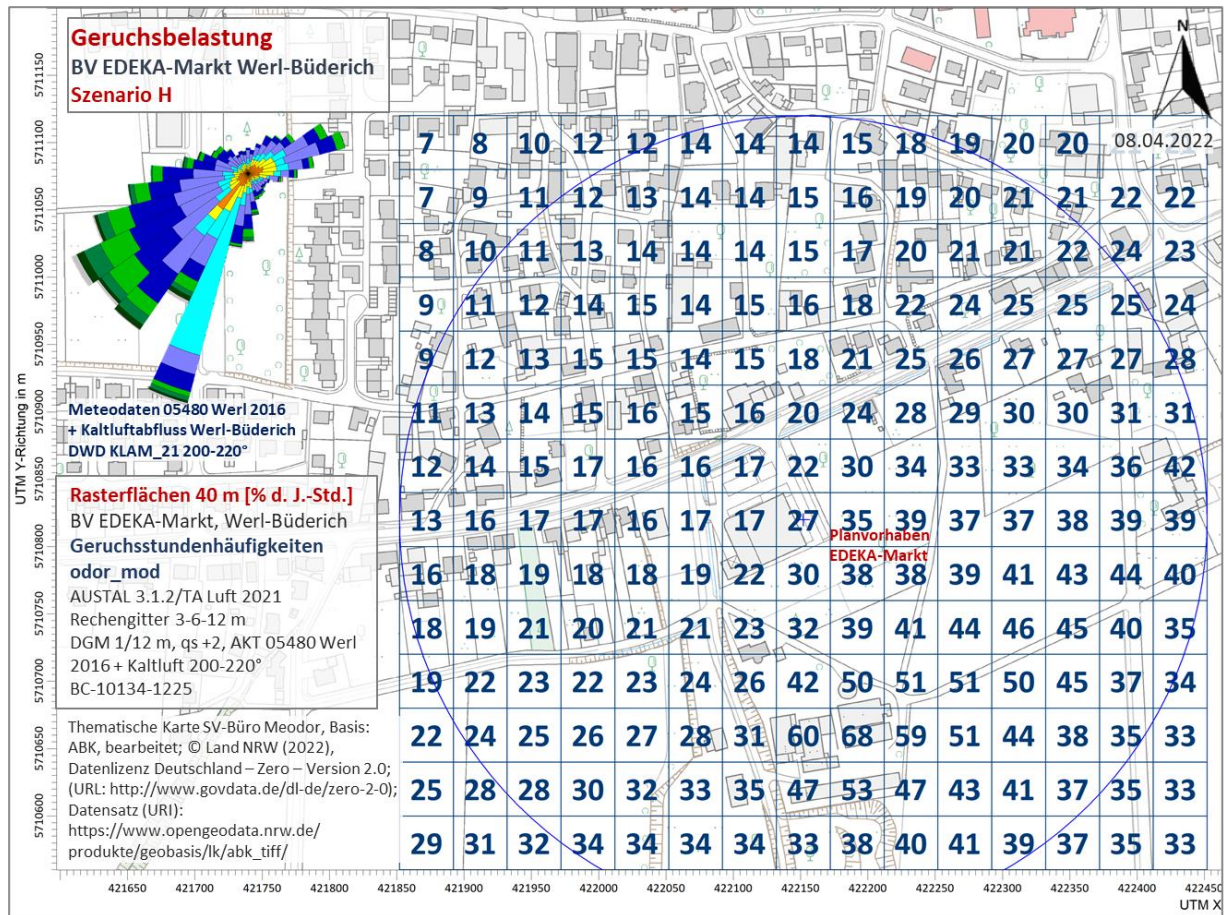 Geruchsbelastung
BV EDEKA-Markt Werl-Büderich
Szenario H
N
08.04.2022
7 8 10 12 12 14 14 14 15 18 19 20 20
7 9 11 12 13 14 14 15 16 19 20 21 21 22 22
8 10 11 13 14 14 14 15 17 20 21 21 22 24 23
9 11 12 14 15 14 15 16 18 22 24 25 25 25 24
9 12 13 15 15 14 15 18 21 25 26 27 27 27 28
11 13 14 15 16 15 16 20 24 28 29 30 30 31 31
12 14 15 17 16 16 17 22 30 34 33 33 34 36 42
13 16 17 17 16 17 17 27 35 39 37 37 38 39 39
Planvorhaben
EDEKA-Markt
16 18 19 18 18 19 22 30 38 38 39 41 43 44 40
18 19 21 20 21 21 23 32 39 41 44 46 45 40 35
19 22 23 22 23 24 26 42 50 51 51 50 45 37 34
22 24 25 26 27 28 31 60 68 59 51 44 38 35 33
25 28 28 30 32 33 35 47 53 47 43 41 37 35 33
29 31 32 34 34 34 34 33 38 40 41 39 37 35 33
Meteodaten 05480 Werl 2016
+ Kaltluftabfluss Werl-Büderich
DWD KLAM_21 200-220°
Rasterflächen 40 m [% d. J.-Std.]
BV EDEKA-Markt, Werl-Büderich
Geruchsstundenhäufigkeiten
odor_mod
AUSTAL 3.1.2/TA Luft 2021
Rechengitter 3-6-12 m
DGM 1/12 m, qs +2, AKT 05480 Werl
2016 + Kaltluft 200-220°
BC-10134-1225
Thematische Karte SV-Büro Meodor, Basis:
ABK, bearbeitet; © Land NRW (2022),
Datenlizenz Deutschland – Zero – Version 2.0;
(URL: http://www.govdata.de/dl-de/zero-2-0);
Datensatz (URI):
https://www.opengeodata.nrw.de/
produkte/geobasis/lk/abk_tiff/
UTM Y-Richtung in m
5711150
5711100
5711050
5711000
5710950
5710900
5710850
5710800
5710750
5710700
5710650
5710600
421650 421700 421750 421800 421850 421900 421950 422000 422050 422100 422150 422200 422250 422300 422350 422400 422450
UTM X